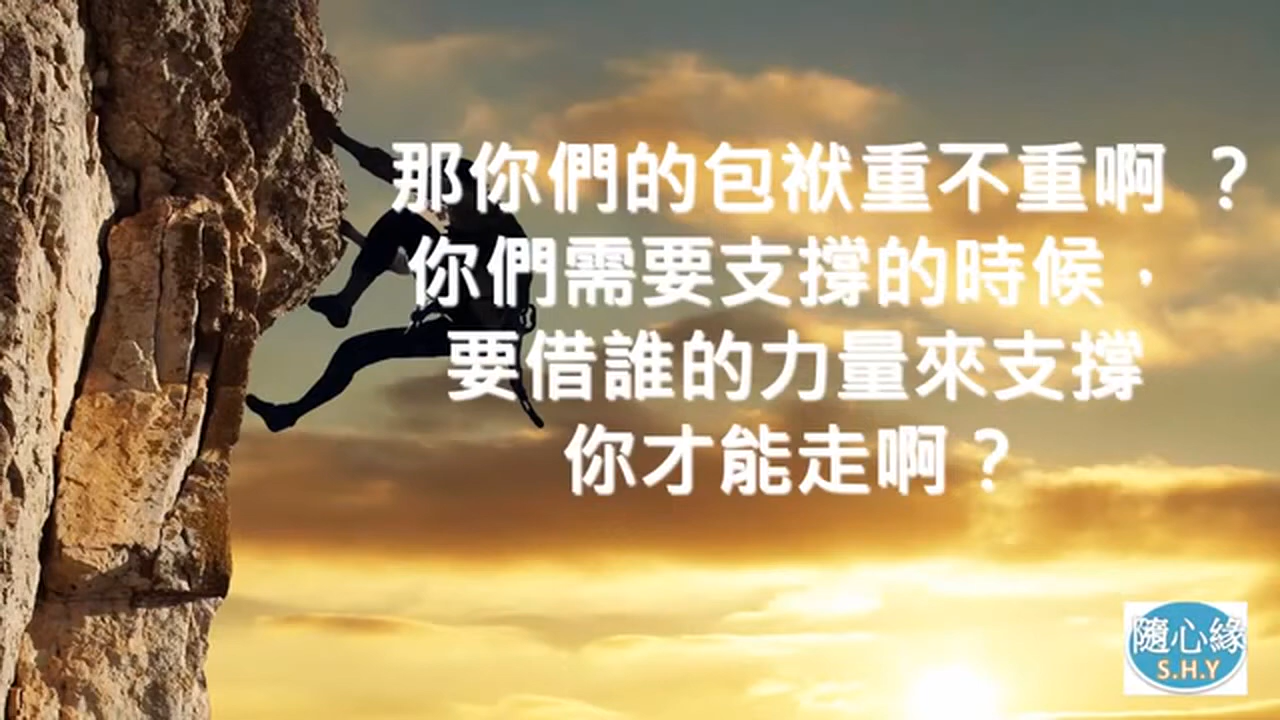 那你們的包袱重不重啊 ？
你們需要支撐的時候，
要借誰的力量來支撐
你才能走啊？
隨心緣
S.H.Y